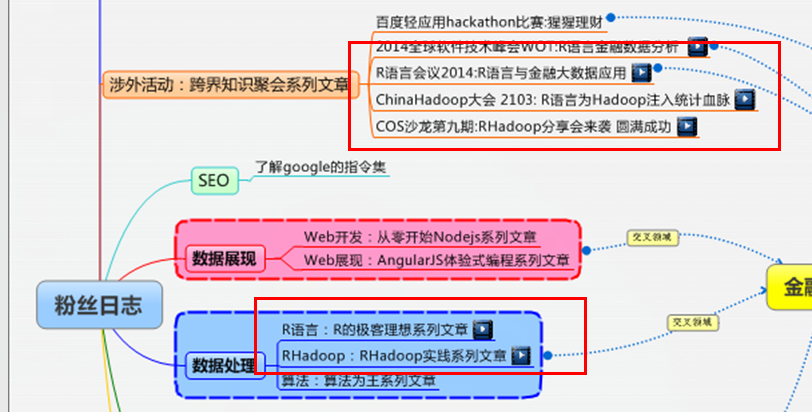 百度轻应用hackathon比赛:猩猩理财
2014全球软件技术峰会WOT:R语言金融数据分析
涉外活动：跨界知识聚会系列文章
R语言会议2014:R语言与金融大数据应用
ChinaHadoop大会 2103: R语言为Hadoop注入统计血脉
COS沙龙第九期:RHadoop分享会来袭 圆满成功
SEO
了解google的指令集
数据展现
Web开发：从零开始Nodejs系列文章
Web展现：AngularJS体验式编程系列文章
交叉领域
粉丝日志
金融
交叉领域
数据处理
R语言：R的极客理想系列文章
RHadoop：RHadoop实践系列文章
算法：算法为王系列文章